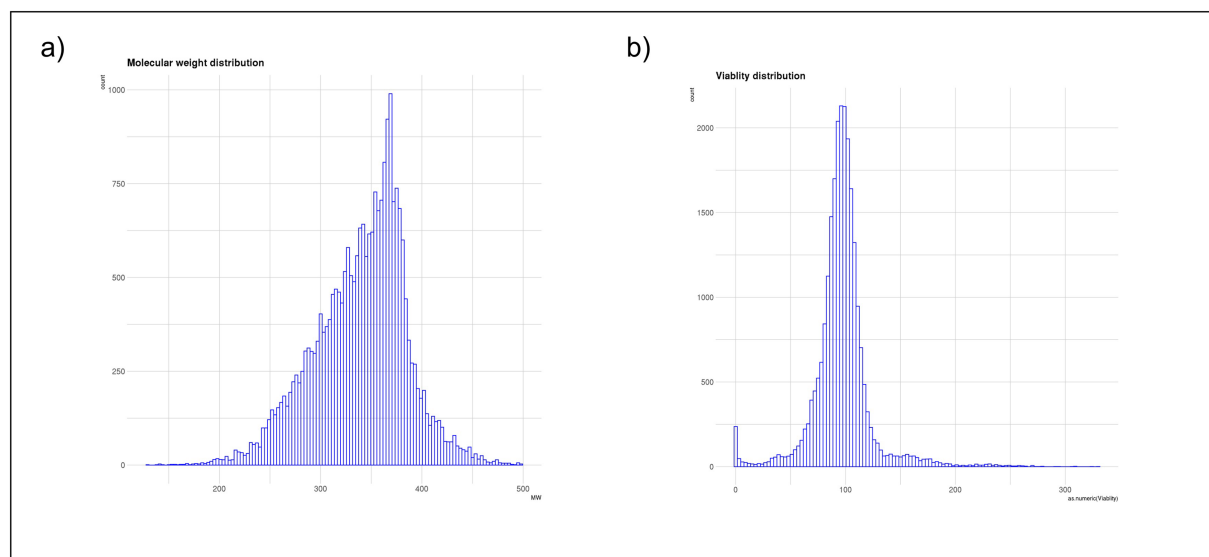 a)
Molecular weight distribution
count
1000
750
500
250
0
200
300
400
500
MW
b)
Viablity distribution
count
2000
1500
1000
500
0
0
100
200
300
as.numeric(Viablity)